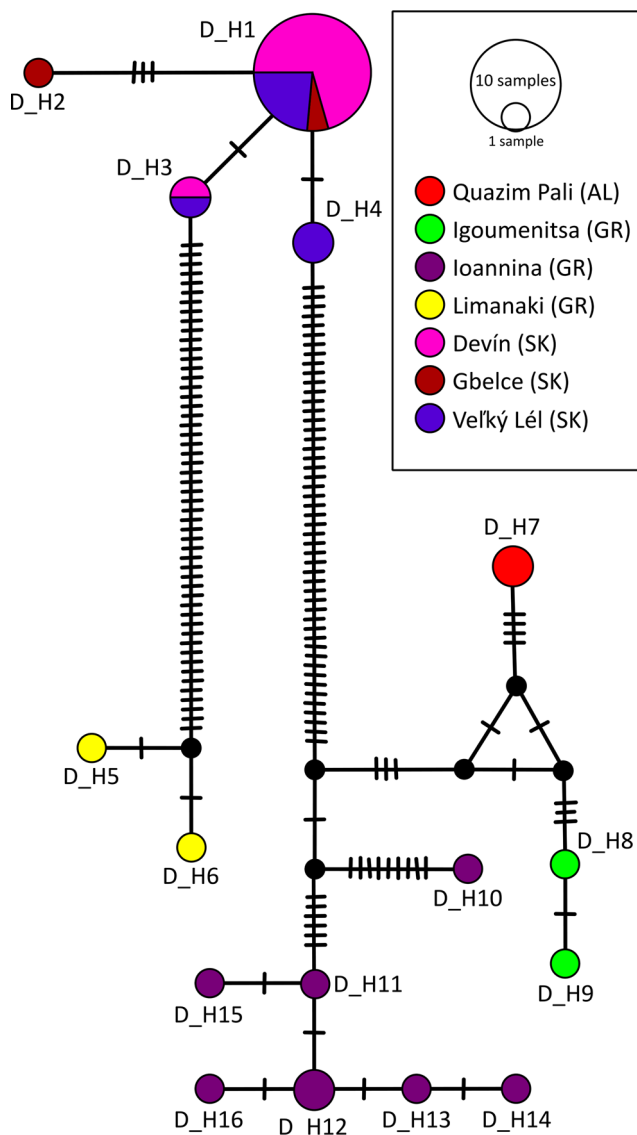 D_H1
10 samples
1 sample
D_H2
D_H3
D_H4
Quazim Pali (AL)
Igoumenitsa (GR)
Ioannina (GR)
Limanaki (GR)
Devín (SK)
Gbelce (SK)
Veľký Lél (SK)
D_H7
D_H5
D_H6
D_H8
D_H10
D_H9
D_H11
D_H15
D_H16
D_H12
D_H13
D_H14